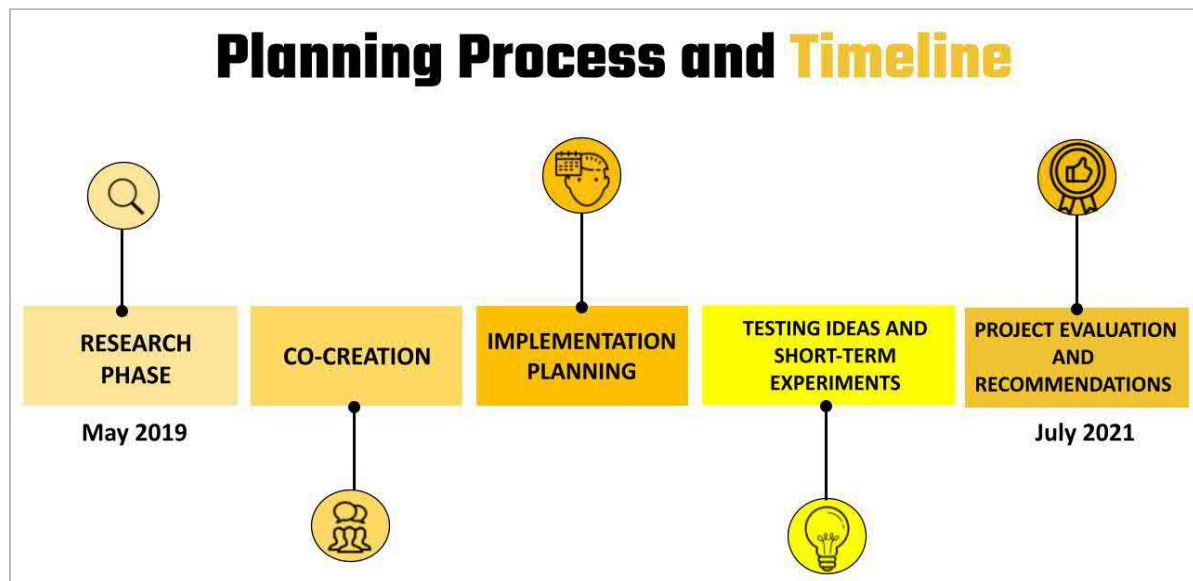 Planning Process and Timeline
RESEARCH
PHASE
May 2019
CO-CREATION
IMPLEMENTATION
PLANNING
TESTING IDEAS AND
SHORT-TERM
EXPERIMENTS
PROJECT EVALUATION
AND
RECOMMENDATIONS
July 2021